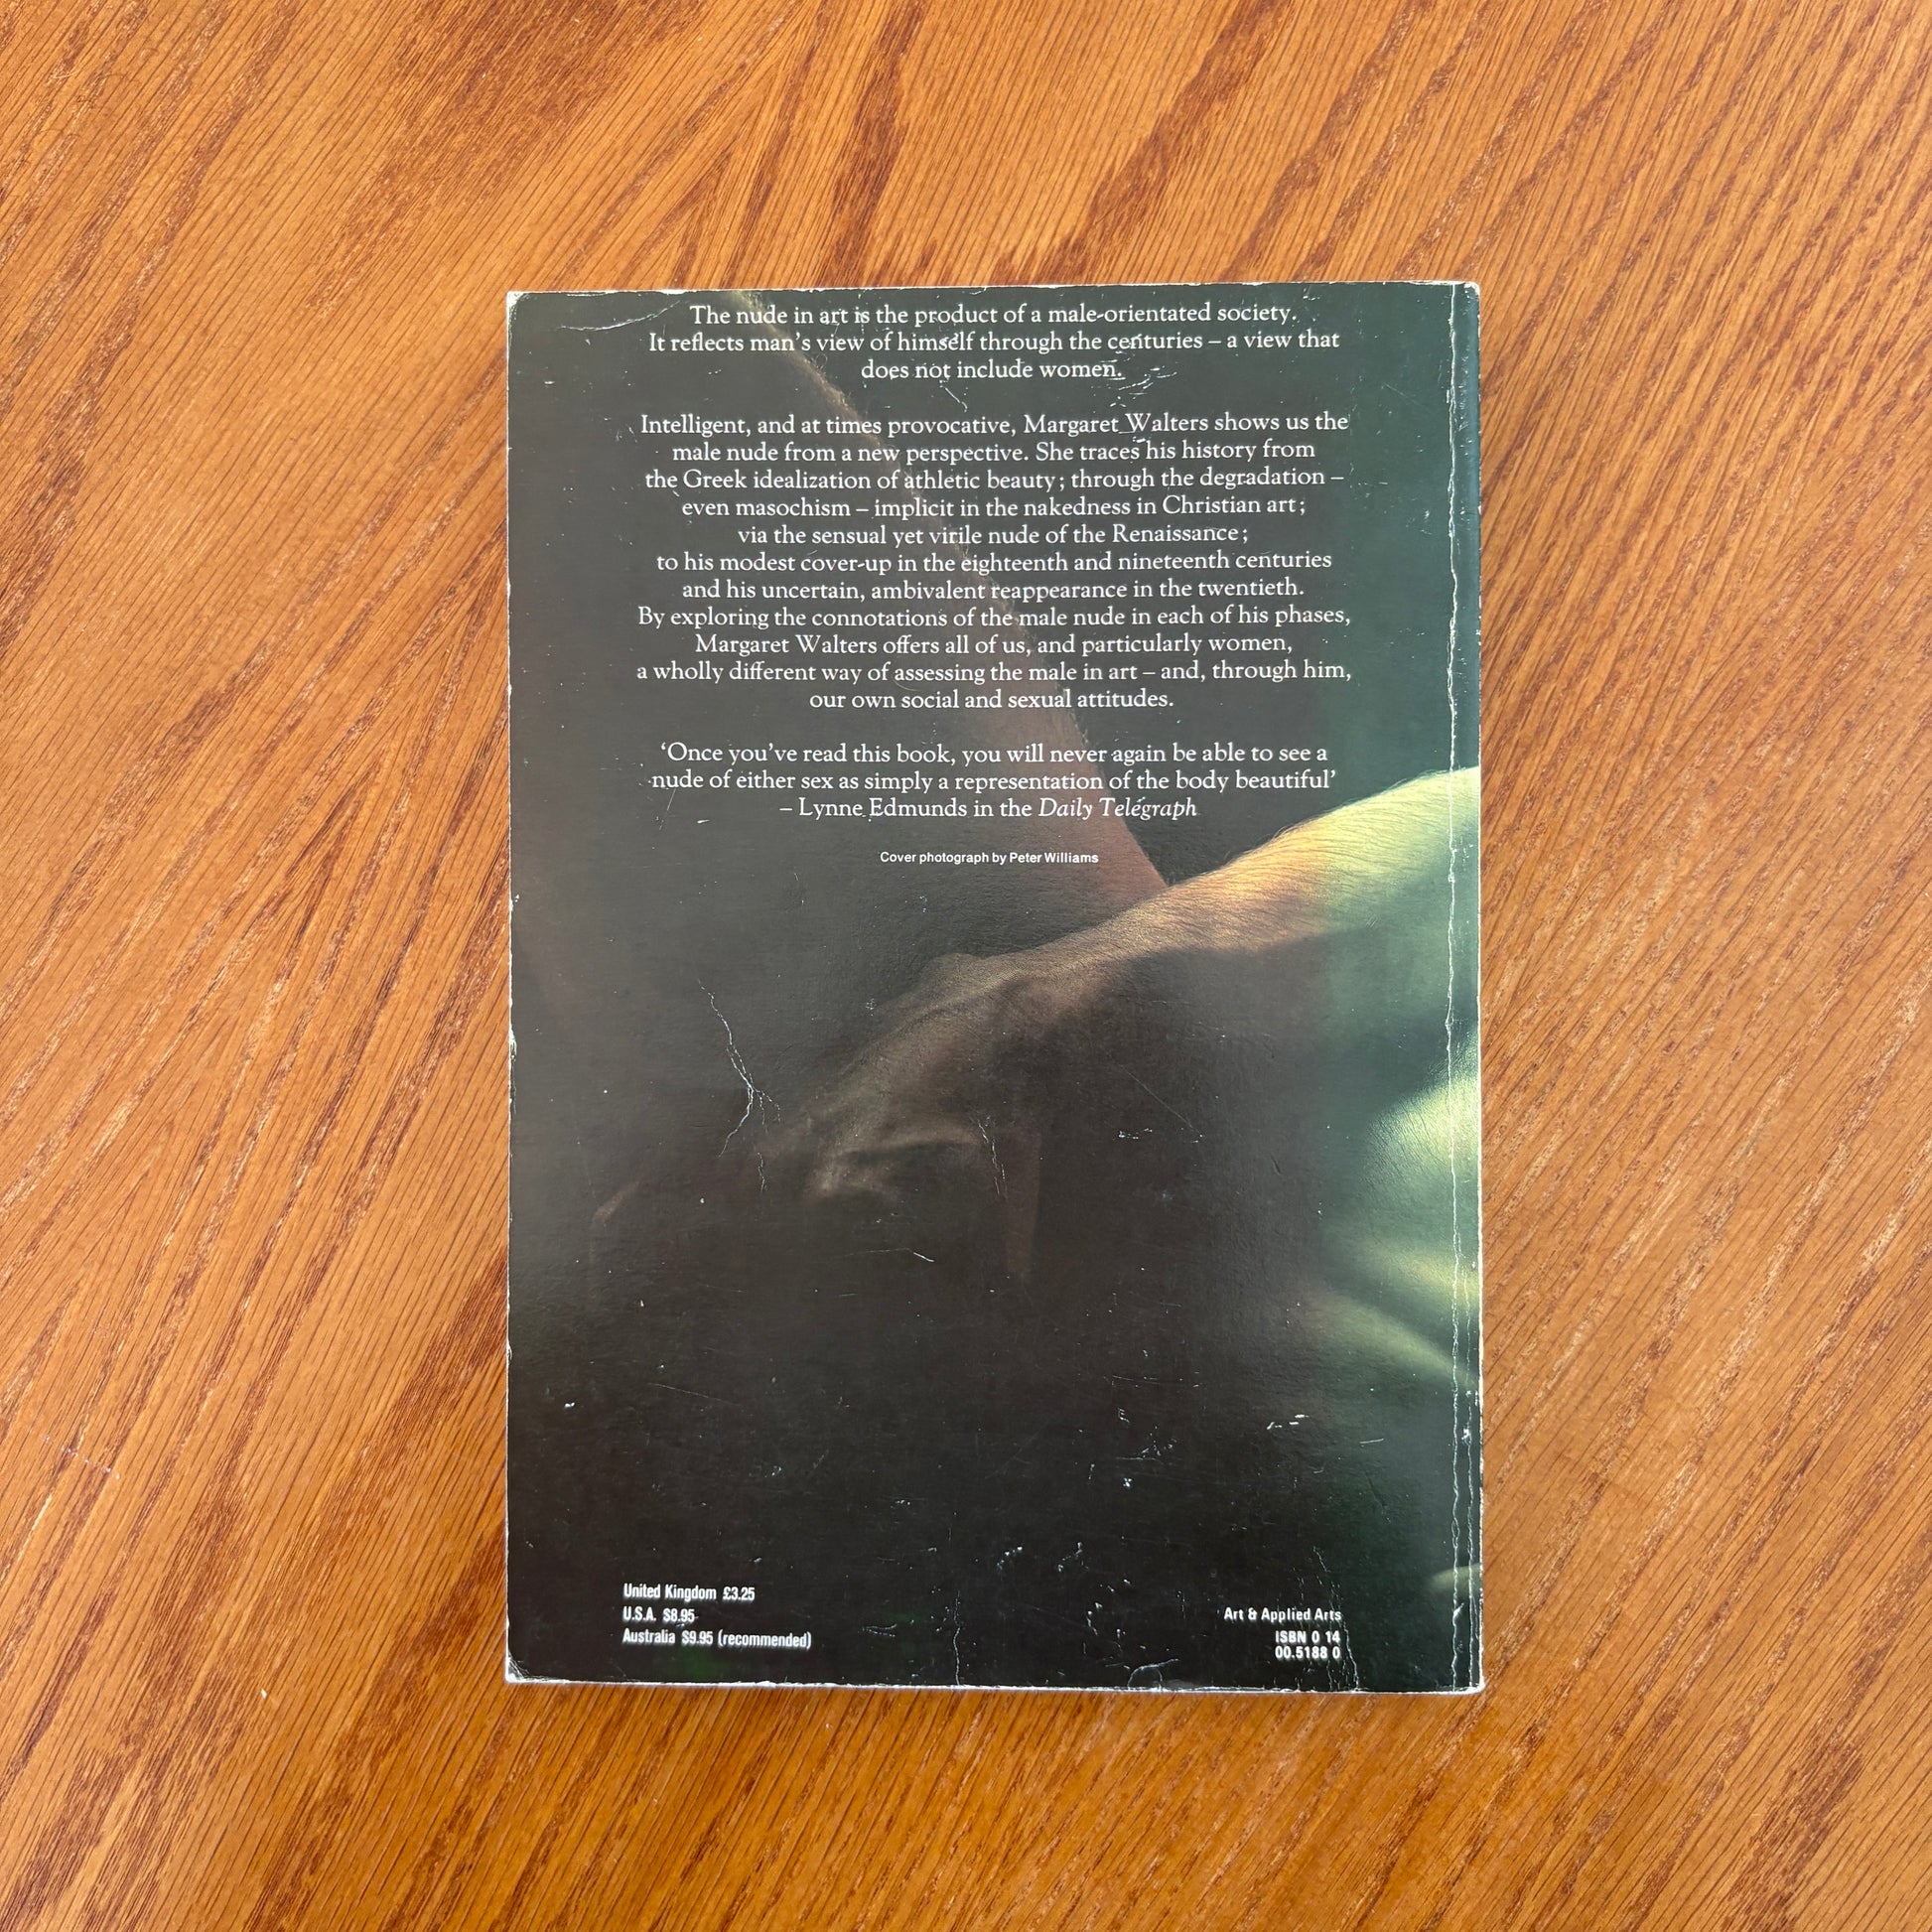 The nude in art is the product of a male-orientated society.
It reflects man's view of himself through the centuries – a view that
does not include women.
Intelligent, and at times provocative, Margaret Walters shows us the
male nude from a new perspective. She traces his history from
the Greek idealization of athletic beauty; through the degradation –
even masochism – implicit in the nakedness in Christian art;
via the sensual yet virile nude of the Renaissance;
to his modest cover-up in the eighteenth and nineteenth centuries
and his uncertain, ambivalent reappearance in the twentieth.
By exploring the connotations of the male nude in each of his phases,
Margaret Walters offers all of us, and particularly women,
a wholly different way of assessing the male in art – and, through him,
our own social and sexual attitudes.
‘Once you've read this book, you will never again be able to see a
nude of either sex as simply a representation of the body beautiful’
– Lynne Edmunds in the Daily Telegraph
Cover photograph by Peter Williams
United Kingdom £3.25
U.S.A. $8.95
Australia $9.95 (recommended)
Art & Applied Arts
ISBN 0 14
00.5188 0